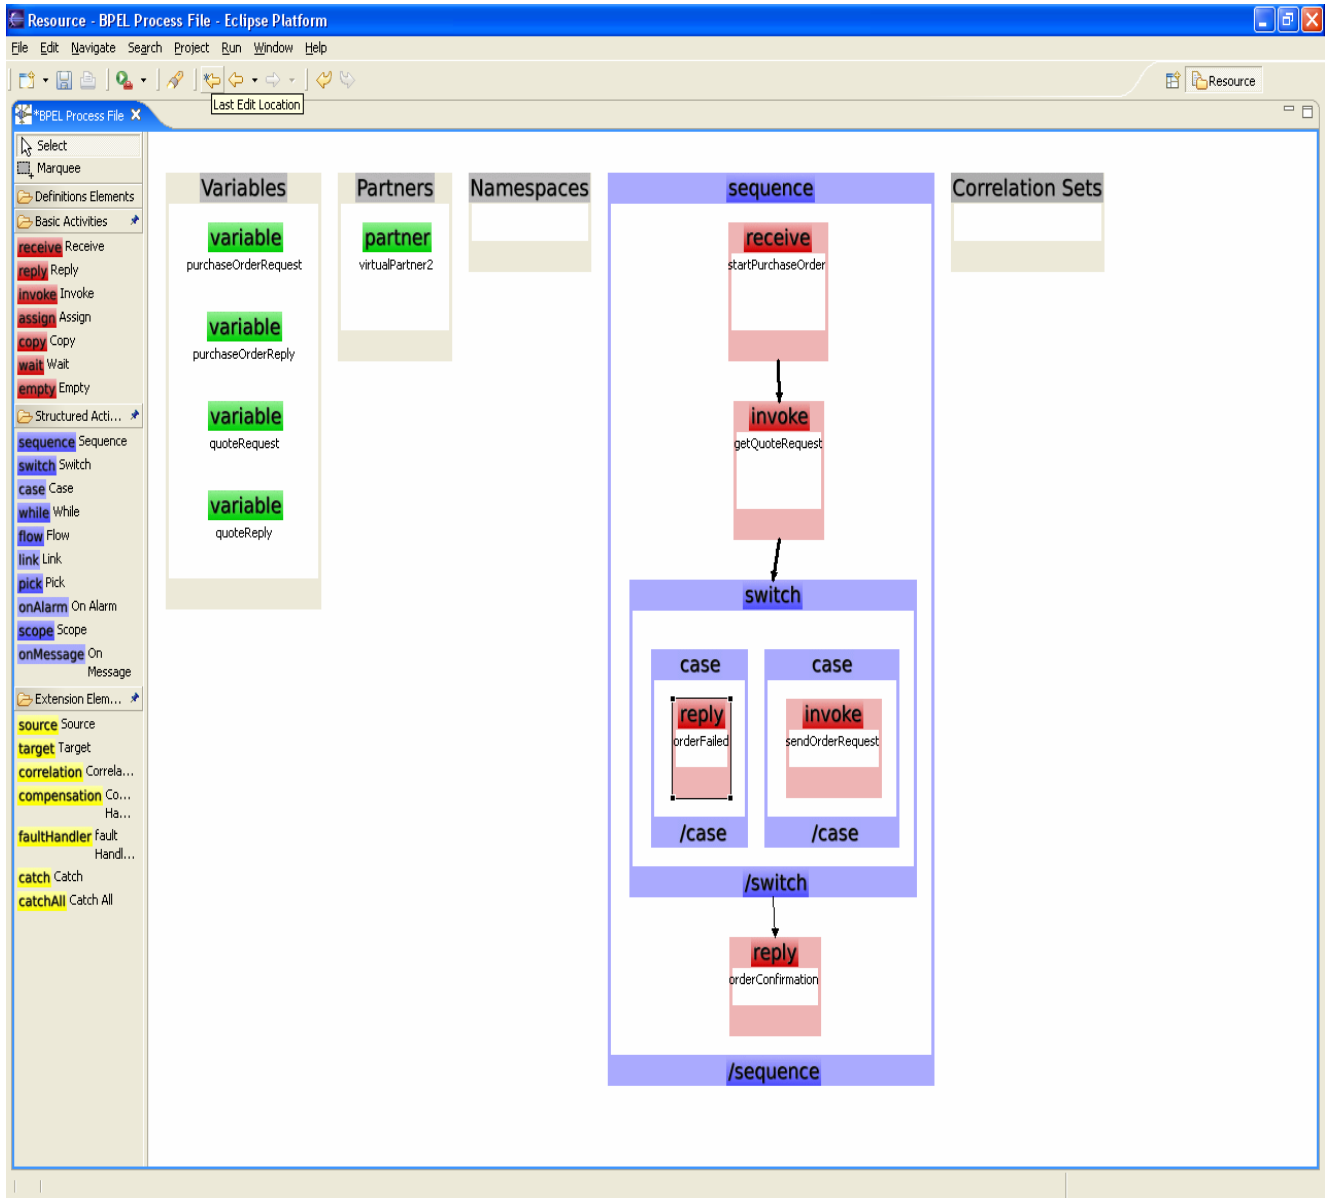 Resource - BPEL Process File - Eclipse Platform
File Edit Navigate Search Project Run Window Help
Resource
Last Edit Location
*BPEL Process File
Select
Marquee
Definitions Elements
Basic Activities
receive Receive
reply Reply
invoke Invoke
assign Assign
copy Copy
wait Wait
empty Empty
Structured Acti...
sequence Sequence
switch Switch
case Case
while While
flow Flow
link Link
pick Pick
onAlarm On Alarm
scope Scope
onMessage On
Message
Extension Elem...
source Source
target Target
correlation Correla...
compensation Co...
Ha...
faultHandler fault
Handl...
catch Catch
catchAll Catch All
Variables
variable
purchaseOrderRequest
variable
purchaseOrderReply
variable
quoteRequest
variable
quoteReply
Partners
partner
virtualPartner2
Namespaces
sequence
receive
startPurchaseOrder
invoke
getQuoteRequest
switch
case
reply
orderFailed
/case
case
invoke
sendOrderRequest
/case
/switch
reply
orderConfirmation
/sequence
Correlation Sets